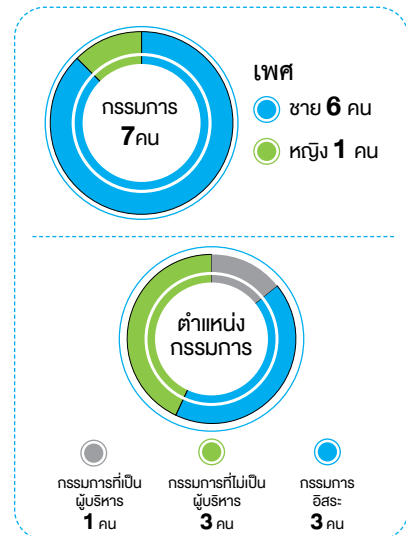 กรรมการ
7คน
เพศ
ชาย 6 คน
หญิง 1 คน
ตำแหน่ง
กรรมการ
กรรมการที่เป็น
ผู้บริหาร
1 คน
กรรมการที่ไม่เป็น
ผู้บริหาร
3 คน
กรรมการ
อิสระ
3 คน